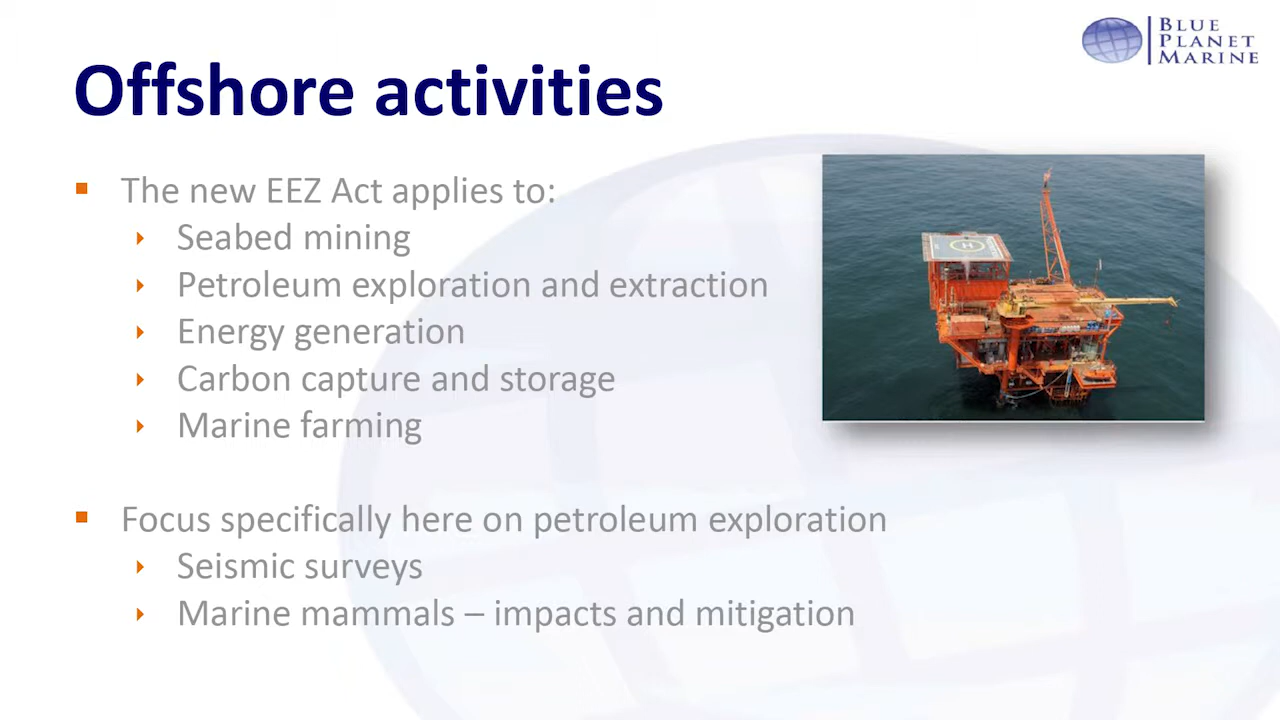 BLUE
PLANET
MARINE
Offshore activities
The new EEZ Act applies to:
Seabed mining
Petroleum exploration and extraction
Energy generation
Carbon capture and storage
Marine farming
H
Focus specifically here on petroleum exploration
Seismic surveys
Marine mammals – impacts and mitigation